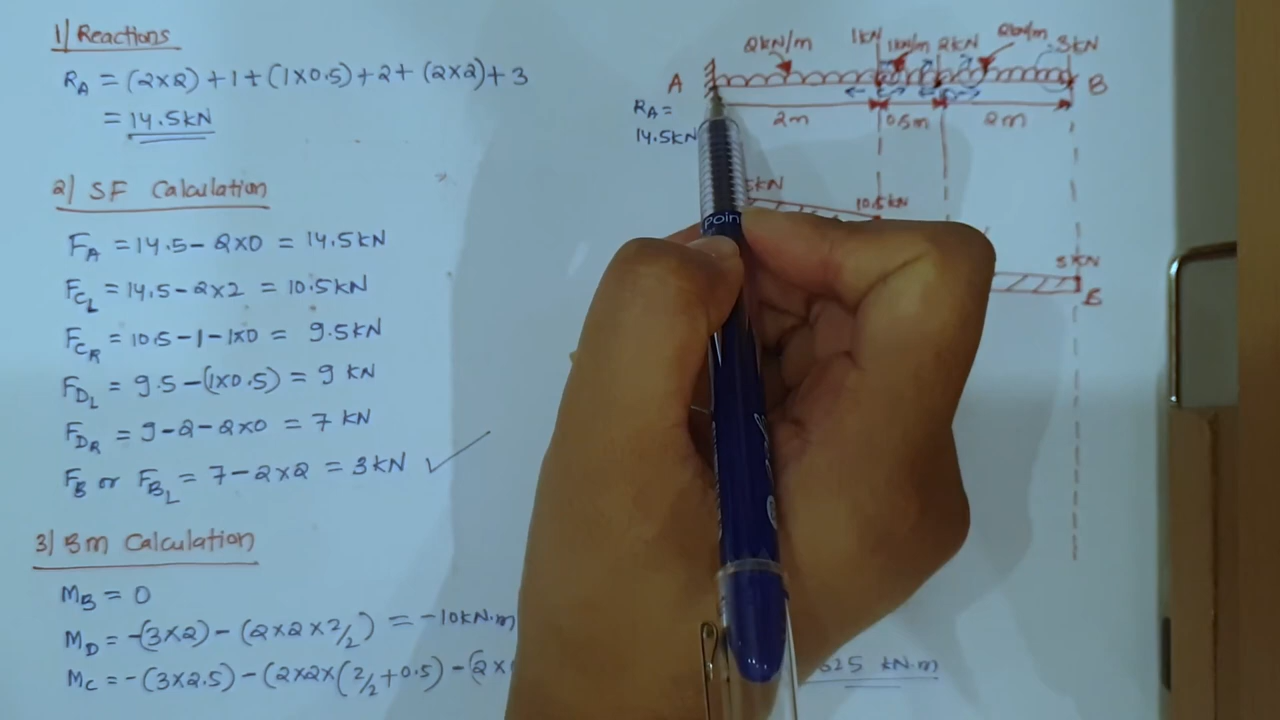 1) Reactions
RA = (2×2) + 1 + (1×0.5) + 2 + (2×2) + 3
= 14.5KN
2) SF Calculation
FA = 14.5 - 2×0 = 14.5KN
FCL = 14.5 - 2×2 = 10.5KN
FCR = 10.5 - 1 - 1×0 = 9.5KN
FDL = 9.5 - (1×0.5) = 9 KN
FDR = 9 - 2 - 2×0 = 7 KN
FB or FBL = 7 - 2×2 = 3KN
3) BM Calculation
MB = 0
MD = -(3×2) - (2×2×2/2) = -10KN.m
MC = -(3×2.5) - (2×2×(2/2+0.5) - (2×
625 KN.m
2KN/m 1KN 1KN/m 2KN 2KN/m 3KN
A B
RA =
14.5KN
2m 0.5m 2m
5KN
10.5KN
3KN
B
Poin